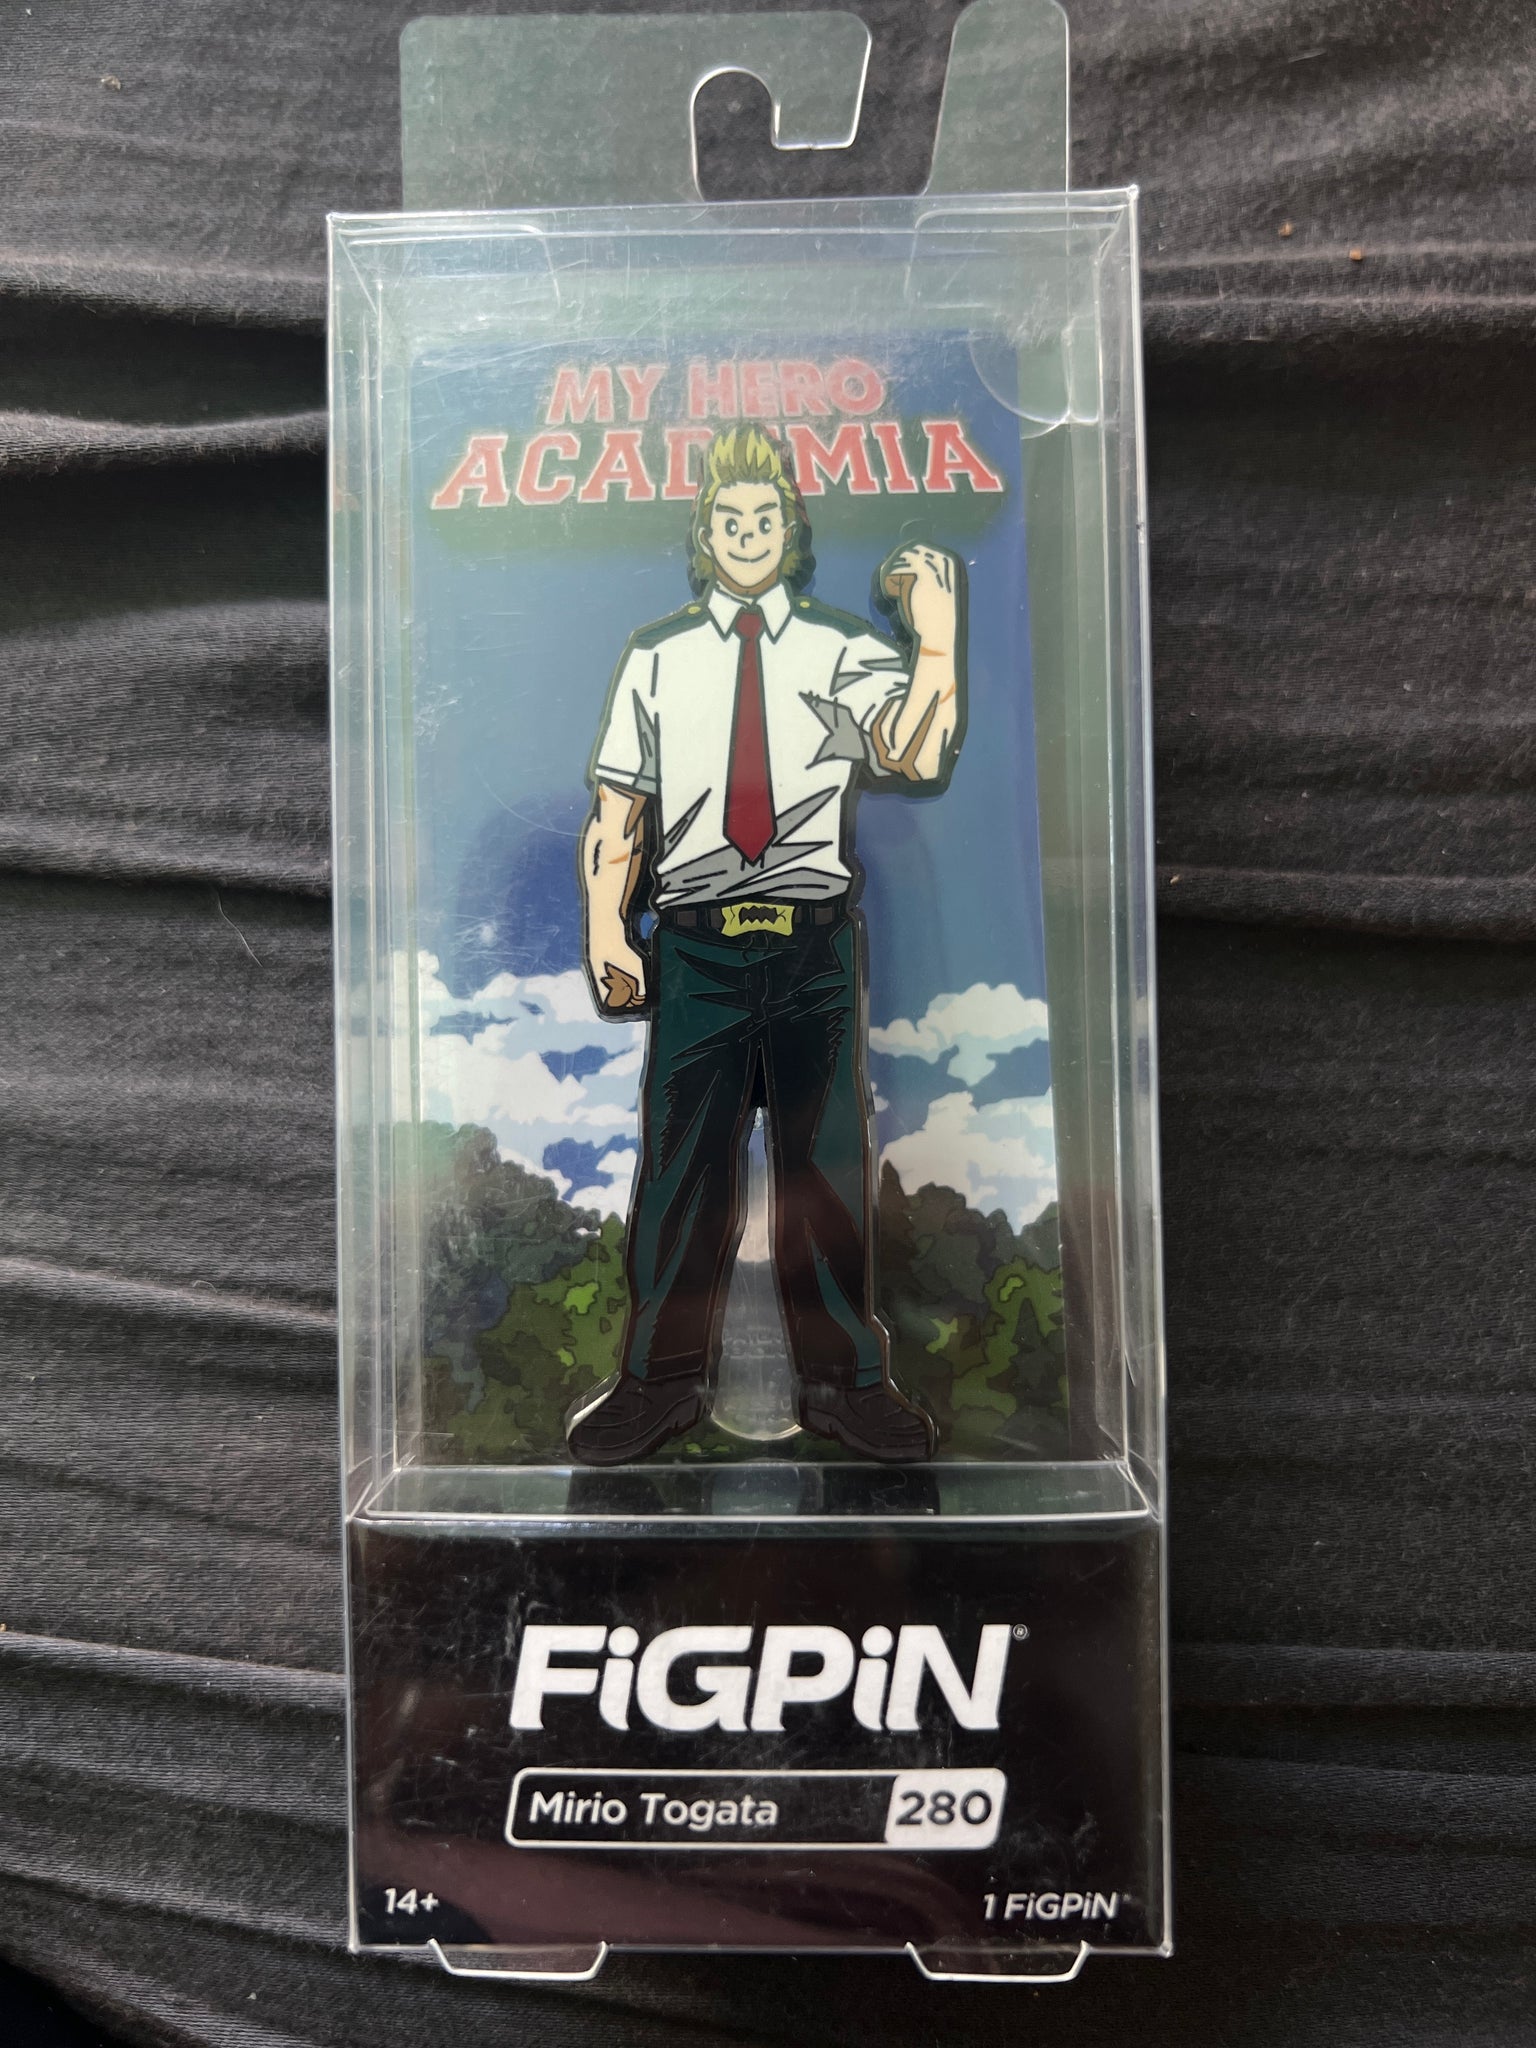 MY HERO
ACADEMIA
FiGPiN®
Mirio Togata 280
14+ 1 FiGPiN